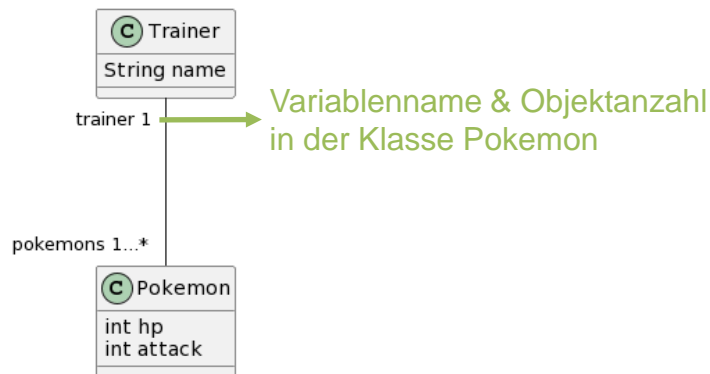 C Trainer
String name
trainer 1
Variablenname & Objektanzahl
in der Klasse Pokemon
pokemons 1...*
C Pokemon
int hp
int attack